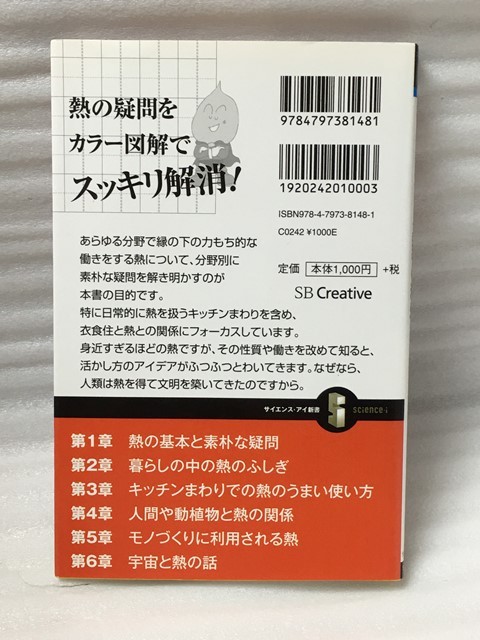 熱の疑問を
カラー図解で
スッキリ解消!
9784797381481
1920242010003
ISBN978-4-7973-8148-1
C0242 ¥1000E
定価 本体1,000円 +税
SB Creative
あらゆる分野で縁の下の力もち的な
働きをする熱について、分野別に
素朴な疑問を解き明かすのが
本書の目的です。
特に日常的に熱を扱うキッチンまわりを含め、
衣食住と熱との関係にフォーカスしています。
身近すぎるほどの熱ですが、その性質や働きを改めて知ると、
活かし方のアイデアがふつふつとわいてきます。なぜなら、
人類は熱を得て文明を築いてきたのですから。
サイエンス・アイ新書
science・i
第1章 熱の基本と素朴な疑問
第2章 暮らしの中の熱のふしぎ
第3章 キッチンまわりでの熱のうまい使い方
第4章 人間や動植物と熱の関係
第5章 モノづくりに利用される熱
第6章 宇宙と熱の話